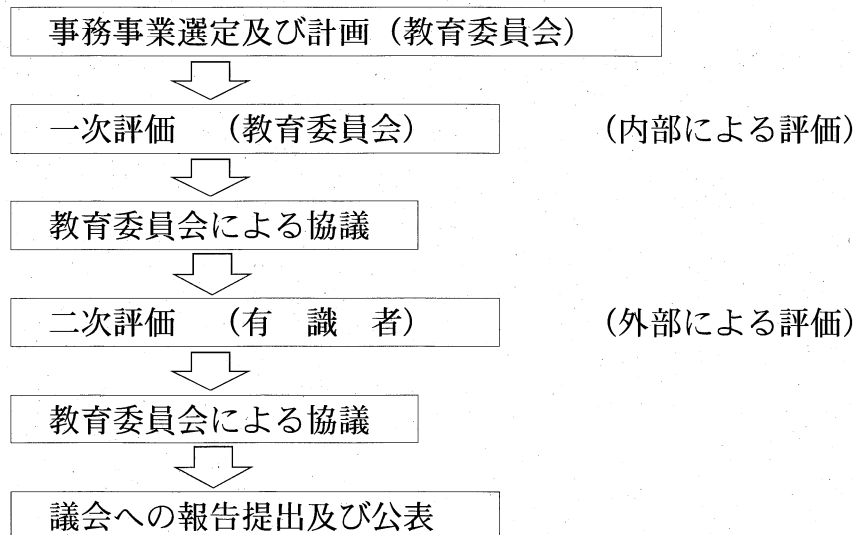 事務事業選定及び計画（教育委員会）
一次評価　（教育委員会）　（内部による評価）
教育委員会による協議
二次評価　（有　識　者）　（外部による評価）
教育委員会による協議
議会への報告提出及び公表